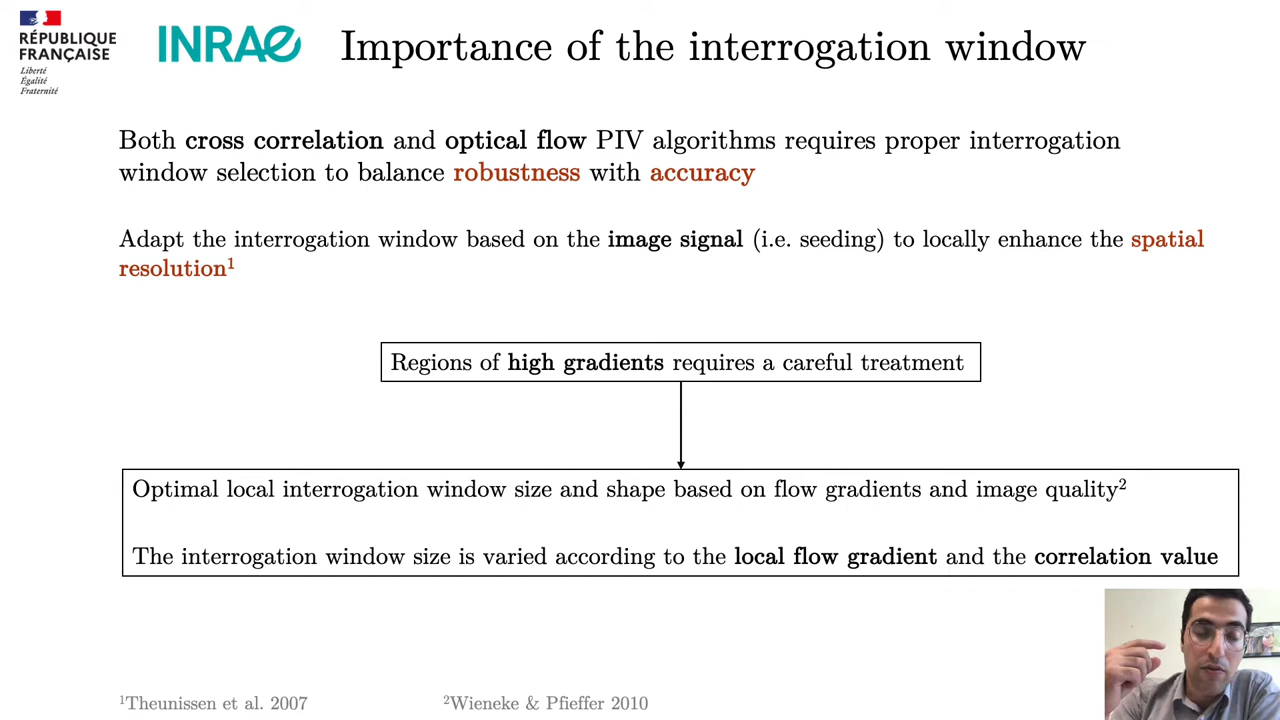 RÉPUBLIQUE
FRANÇAISE
Liberté
Égalité
Fraternité
INRAE
Importance of the interrogation window
Both cross correlation and optical flow PIV algorithms requires proper interrogation
window selection to balance robustness with accuracy
Adapt the interrogation window based on the image signal (i.e. seeding) to locally enhance the spatial
resolution¹
Regions of high gradients requires a careful treatment
Optimal local interrogation window size and shape based on flow gradients and image quality²
The interrogation window size is varied according to the local flow gradient and the correlation value
¹Theunissen et al. 2007
²Wieneke & Pfieffer 2010